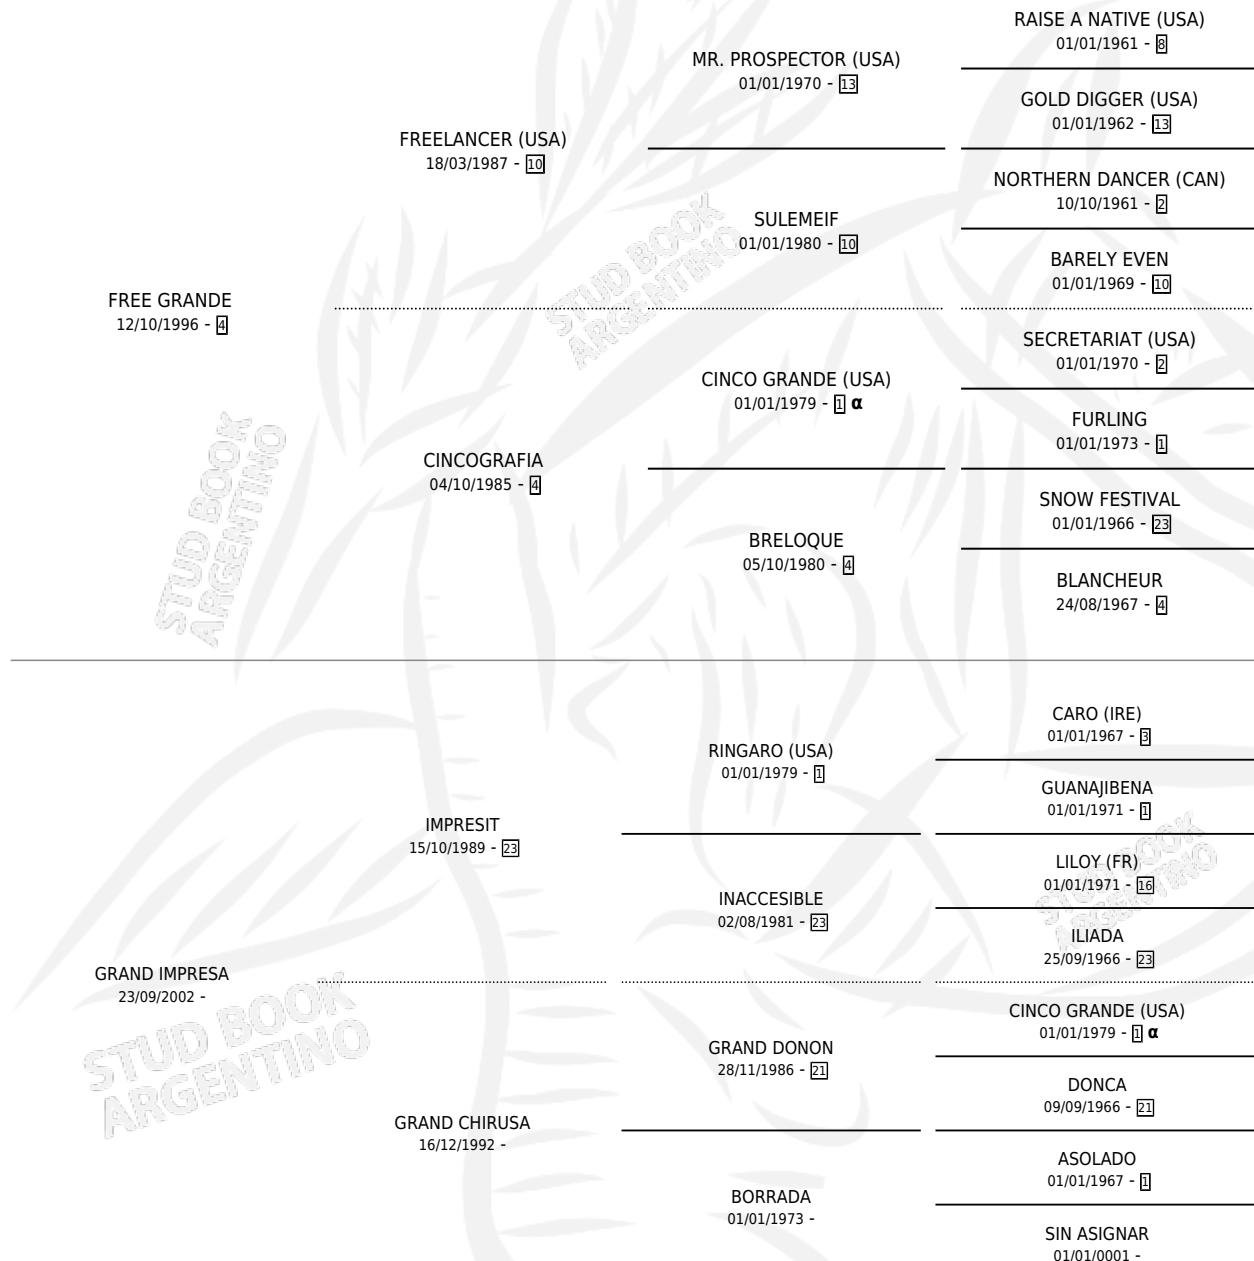 RAISE A NATIVE (USA)
01/01/1961 - 8
MR. PROSPECTOR (USA)
01/01/1970 - 13
GOLD DIGGER (USA)
01/01/1962 - 13
FREELANCER (USA)
18/03/1987 - 10
NORTHERN DANCER (CAN)
10/10/1961 - 2
SULEMEIF
01/01/1980 - 10
BARELY EVEN
01/01/1969 - 10
FREE GRANDE
12/10/1996 - 4
SECRETARIAT (USA)
01/01/1970 - 2
CINCO GRANDE (USA)
01/01/1979 - 1 α
FURLING
01/01/1973 - 1
CINCOGRAFIA
04/10/1985 - 4
SNOW FESTIVAL
01/01/1966 - 23
BRELOQUE
05/10/1980 - 4
BLANCHEUR
24/08/1967 - 4
CARO (IRE)
01/01/1967 - 3
RINGARO (USA)
01/01/1979 - 1
GUANAJIBENA
01/01/1971 - 1
IMPRESIT
15/10/1989 - 23
LILOY (FR)
01/01/1971 - 16
INACCESIBLE
02/08/1981 - 23
ILIADA
25/09/1966 - 23
GRAND IMPRESA
23/09/2002 -
CINCO GRANDE (USA)
01/01/1979 - 1 α
GRAND DONON
28/11/1986 - 21
DONCA
09/09/1966 - 21
GRAND CHIRUSA
16/12/1992 -
ASOLADO
01/01/1967 - 1
BORRADA
01/01/1973 -
SIN ASIGNAR
01/01/0001 -
STUD BOOK
ARGENTINO
STUD BOOK
ARGENTINO
STUD BOOK
ARGENTINO
STUD BOOK
ARGENTINO